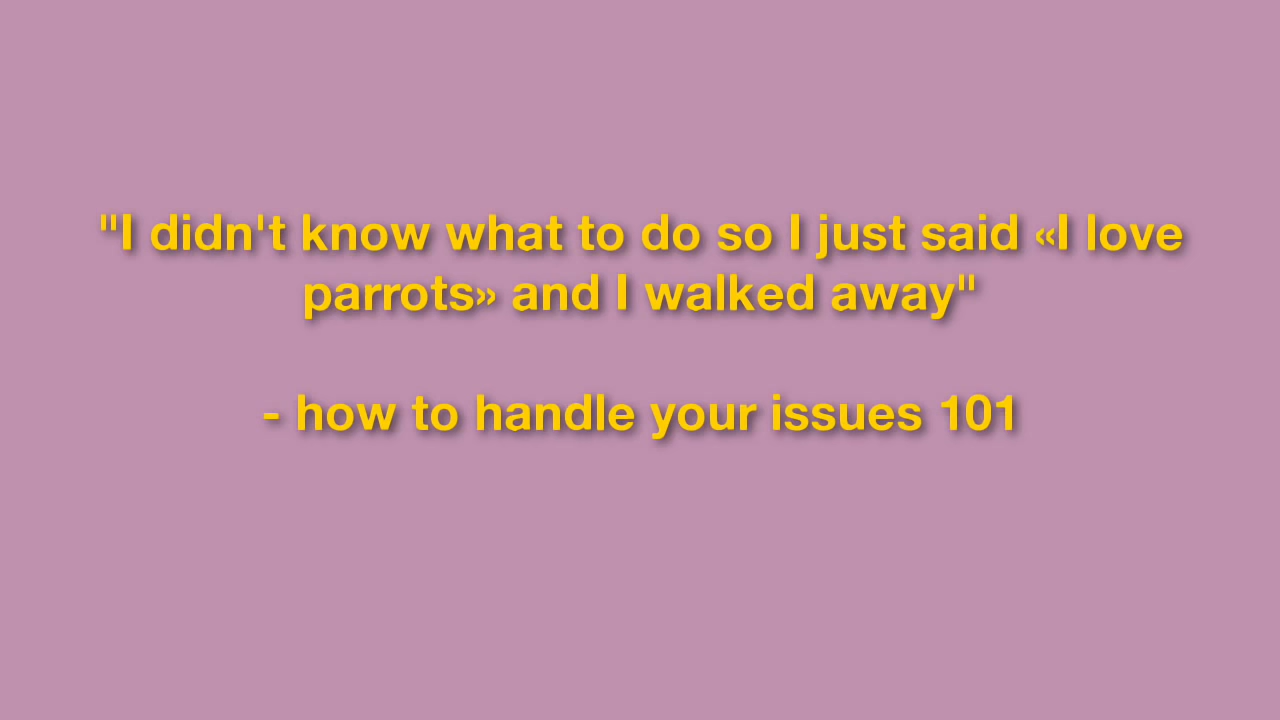 "I didn't know what to do so I just said «I love
parrots» and I walked away"
- how to handle your issues 101